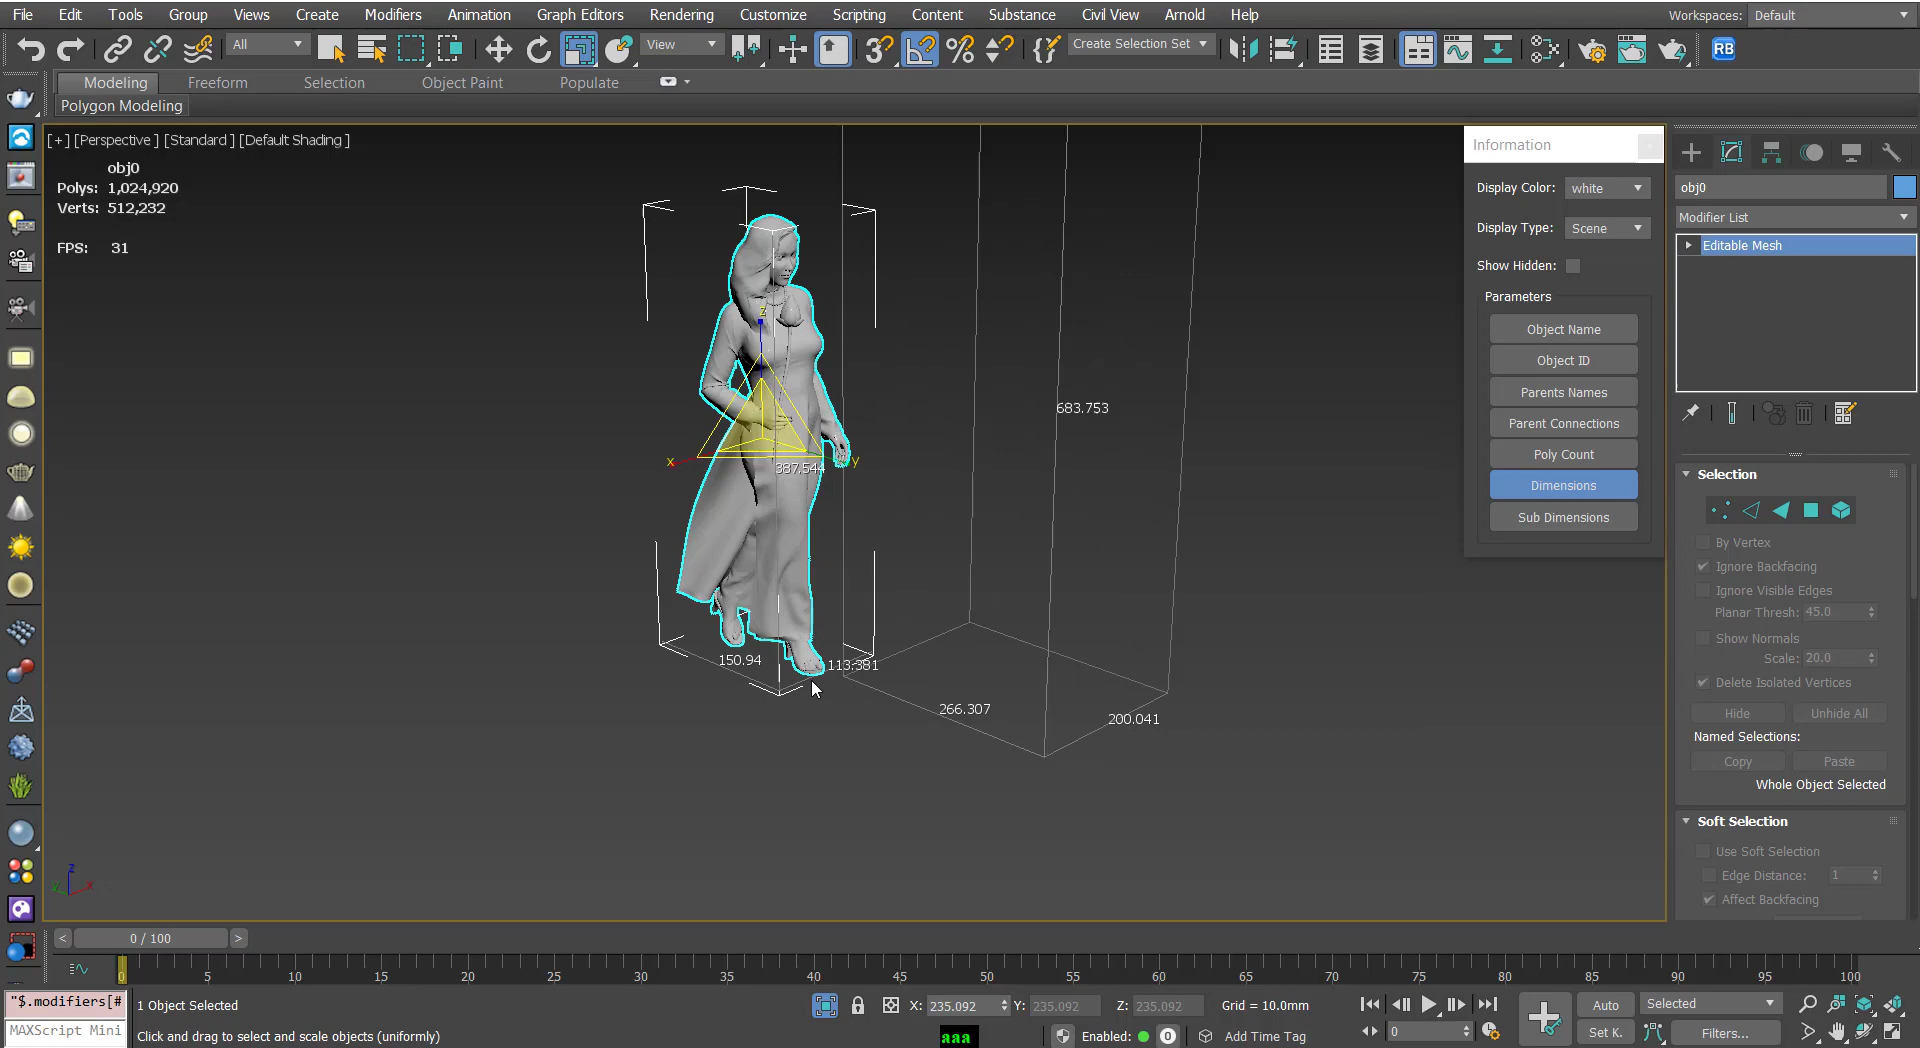 File Edit Tools Group Views Create Modifiers Animation Graph Editors Rendering Customize Scripting Content Substance Civil View Arnold Help Workspaces: Default
All View Create Selection Set RB
Modeling Freeform Selection Object Paint Populate
Polygon Modeling
[+] [Perspective ] [Standard ] [Default Shading ]
obj0
Polys: 1,024,920
Verts: 512,232
FPS: 31
z
x
y
387.544
150.94
113.381
683.753
266.307
200.041
z
y
x
Information
Display Color: white
Display Type: Scene
Show Hidden:
Parameters
Object Name
Object ID
Parents Names
Parent Connections
Poly Count
Dimensions
Sub Dimensions
obj0
Modifier List
Editable Mesh
Selection
By Vertex
Ignore Backfacing
Ignore Visible Edges
Planar Thresh: 45.0
Show Normals
Scale: 20.0
Delete Isolated Vertices
Hide Unhide All
Named Selections:
Copy Paste
Whole Object Selected
Soft Selection
Use Soft Selection
Edge Distance: 1
Affect Backfacing
< 0 / 100 >
0 5 10 15 20 25 30 35 40 45 50 55 60 65 70 75 80 85 90 95 100
"$.modifiers[# 1 Object Selected X: 235.092 Y: 235.092 Z: 235.092 Grid = 10.0mm Auto Selected
MAXScript Mini Click and drag to select and scale objects (uniformly) aaa Enabled: 0 Add Time Tag 0 Set K. Filters...